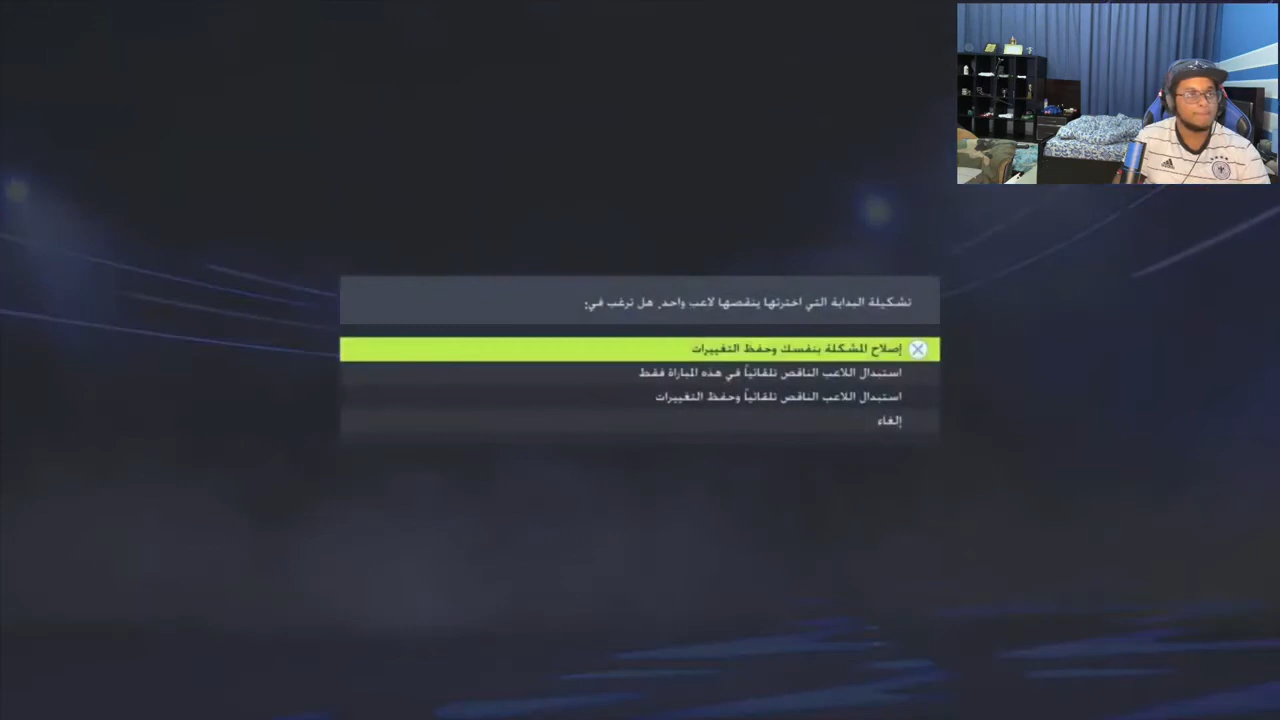 تشكيلة البداية التي اخترتها ينقصها لاعب واحد. هل ترغب في:
إصلاح المشكلة بنفسك وحفظ التغييرات
استبدال اللاعب الناقص تلقائياً في هذه المباراة فقط
استبدال اللاعب الناقص تلقائياً وحفظ التغييرات
إلغاء